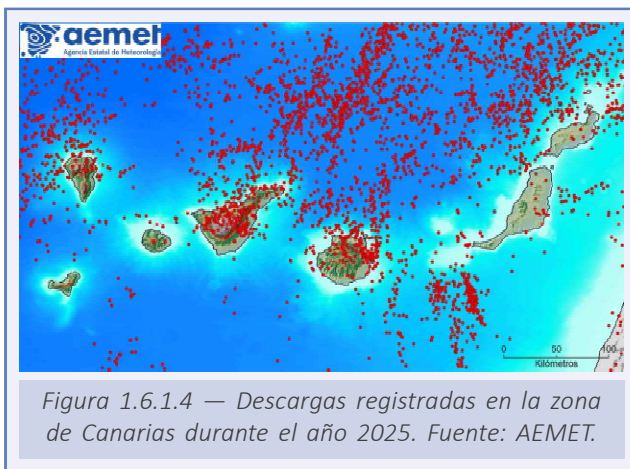 aemet
Agencia Estatal de Meteorología
0 50 100
Kilómetros
Figura 1.6.1.4 — Descargas registradas en la zona
de Canarias durante el año 2025. Fuente: AEMET.